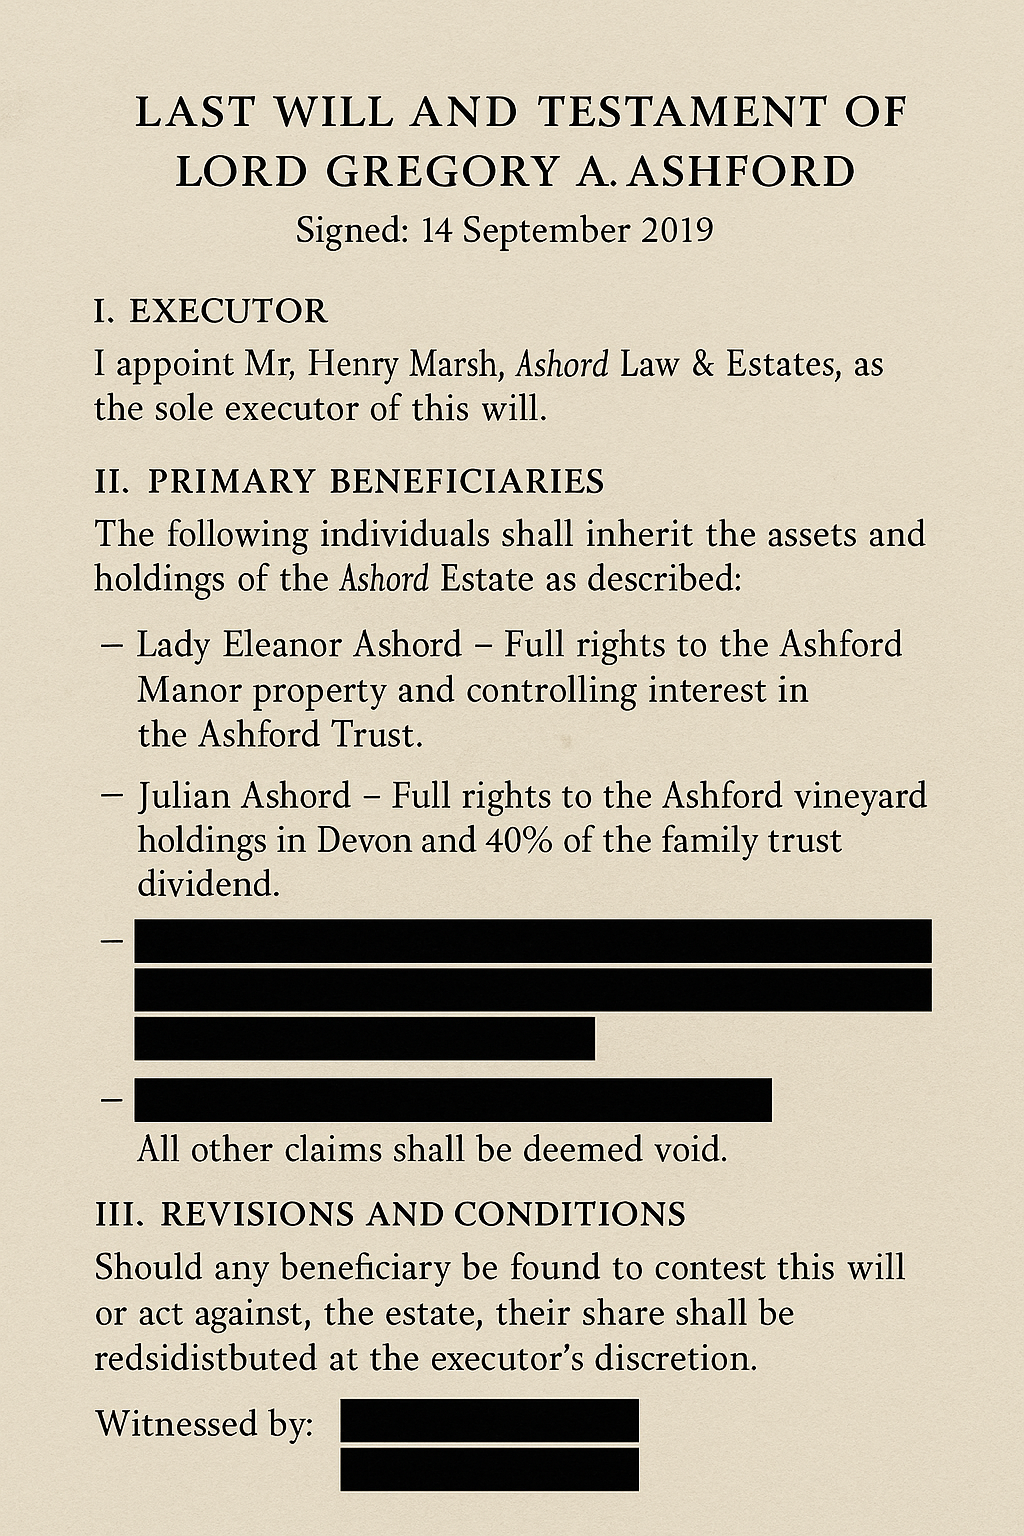 LAST WILL AND TESTAMENT OF
LORD GREGORY A. ASHFORD
Signed: 14 September 2019
I. EXECUTOR
I appoint Mr, Henry Marsh, Ashord Law & Estates, as
the sole executor of this will.
II. PRIMARY BENEFICIARIES
The following individuals shall inherit the assets and
holdings of the Ashord Estate as described:
– Lady Eleanor Ashord – Full rights to the Ashford
Manor property and controlling interest in
the Ashford Trust.
– Julian Ashord – Full rights to the Ashford vineyard
holdings in Devon and 40% of the family trust
dividend.
–
–
All other claims shall be deemed void.
III. REVISIONS AND CONDITIONS
Should any beneficiary be found to contest this will
or act against, the estate, their share shall be
redsidistbuted at the executor’s discretion.
Witnessed by: